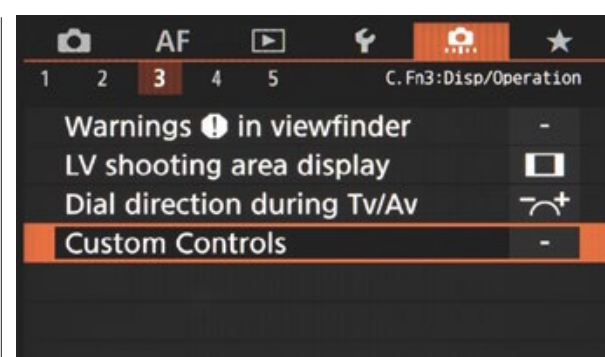 AF
1 2 3 4 5 C.Fn3:Disp/Operation
Warnings ! in viewfinder -
LV shooting area display
Dial direction during Tv/Av - +
Custom Controls -